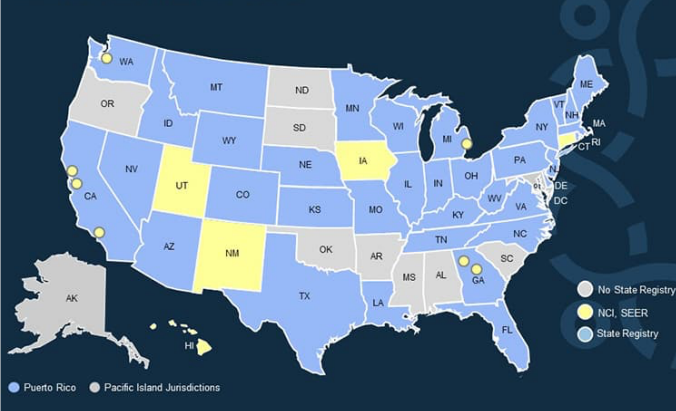 WA
MT
ND
OR
ID
SD
MN
WI
MI
ME
VT
NH
MA
NY
CT RI
WY
NE
IA
PA
NJ
DE
DC
NV
UT
CO
IL
IN
OH
WV
VA
CA
KS
MO
KY
NC
AZ
NM
OK
AR
TN
SC
MS
AL
GA
TX
LA
FL
AK
HI
No State Registry
NCI, SEER
State Registry
Puerto Rico
Pacific Island Jurisdictions